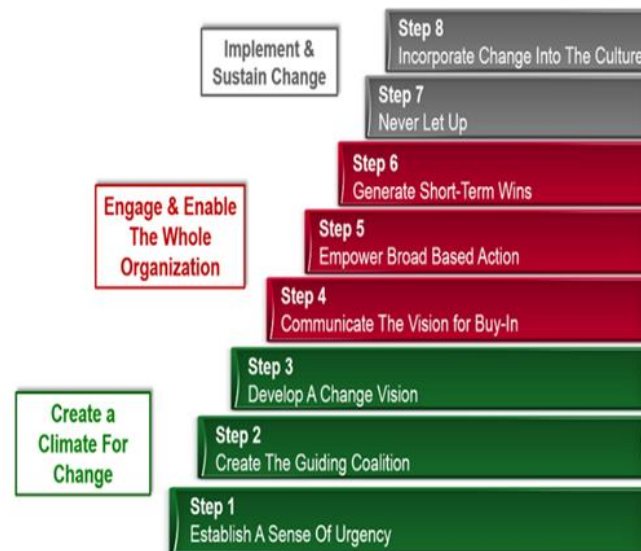 Implement &
Sustain Change
Step 8
Incorporate Change Into The Culture
Step 7
Never Let Up
Engage & Enable
The Whole
Organization
Step 6
Generate Short-Term Wins
Step 5
Empower Broad Based Action
Step 4
Communicate The Vision for Buy-In
Create a
Climate For
Change
Step 3
Develop A Change Vision
Step 2
Create The Guiding Coalition
Step 1
Establish A Sense Of Urgency